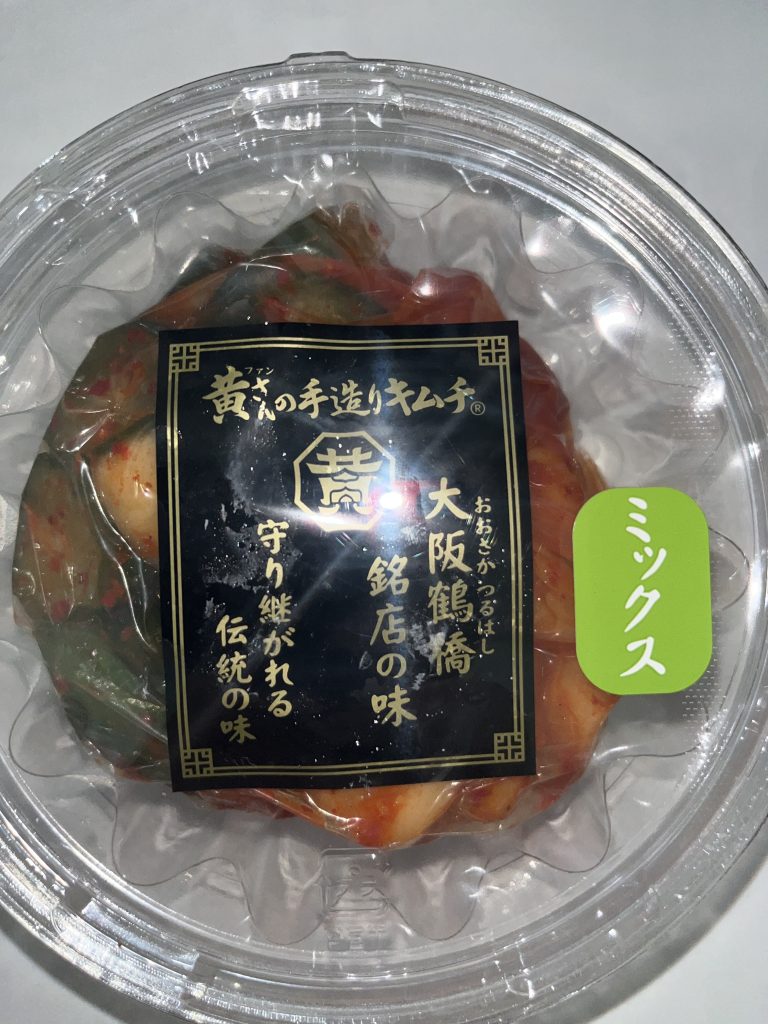 黄さんの手造りキムチ®
ファン
黄
おおさか つるはし
大阪鶴橋
銘店の味
守り継がれる
伝統の味
ミックス